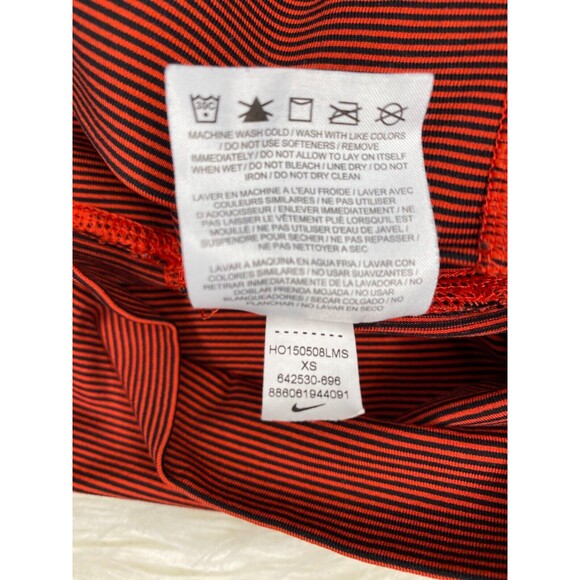 30C
MACHINE WASH COLD / WASH WITH LIKE COLORS
/ DO NOT USE SOFTENERS / REMOVE
IMMEDIATELY / DO NOT ALLOW TO LAY ON ITSELF
WHEN WET / DO NOT BLEACH / LINE DRY / DO NOT
IRON / DO NOT DRY CLEAN
LAVER EN MACHINE A L'EAU FROIDE / LAVER AVEC
COULEURS SIMILAIRES / NE PAS UTILISER
D'ADOUCISSEUR / ENLEVER IMMEDIATEMENT / NE
PAS LAISSER LE VÊTEMENT PLIÉ LORSQU'IL EST
MOUILLE / NE PAS UTILISER D'EAU DE JAVEL /
SUSPENDRE POUR SECHER / NE PAS REPASSER /
NE PAS NETTOYER A SEC
LAVAR A MAQUINA EN AGUA FRIA / LAVAR CON
COLORES SIMILARES / NO USAR SUAVIZANTES /
RETIRAR INMEDIATAMENTE DE LA LAVADORA / NO
DOBLAR PRENDA MOJADA / NO USAR
BLANQUEADORES / SECAR COLGADO / NO
PLANCHAR / NO LAVAR EN SECO
HO150508LMS
XS
642530-696
886061944091